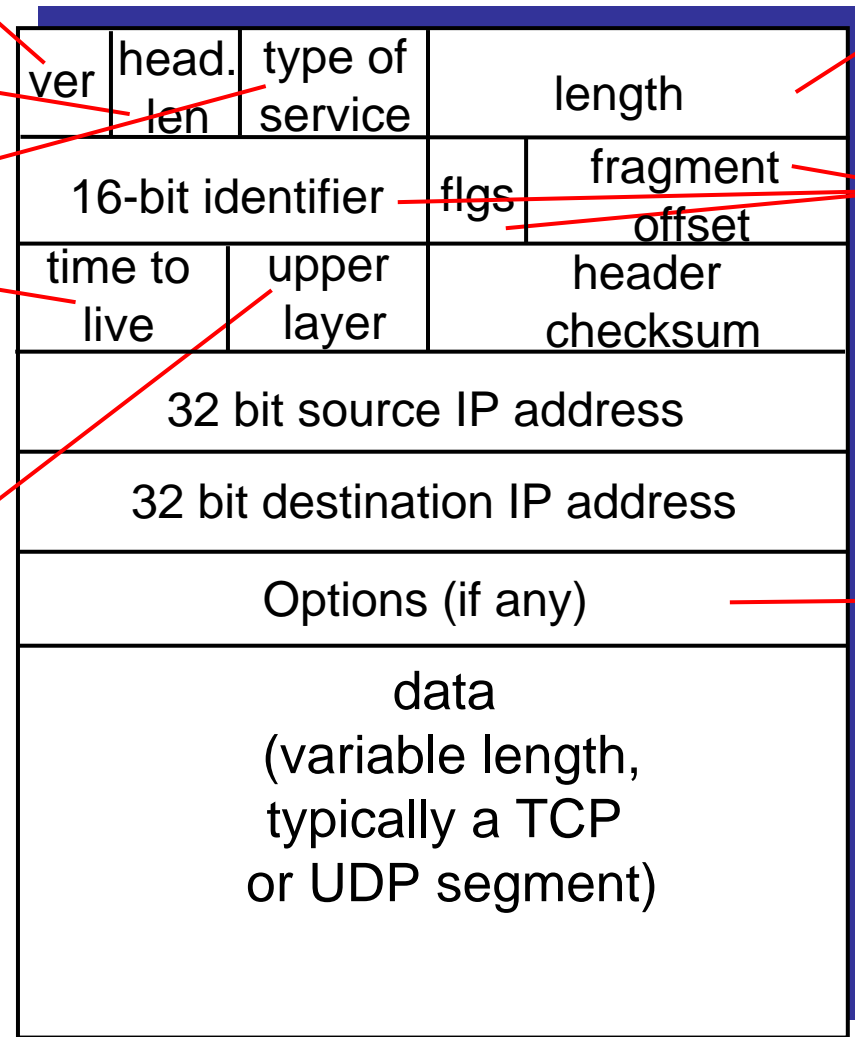 ver
head.
len
type of
service
length
16-bit identifier
flgs
fragment
offset
time to
live
upper
layer
header
checksum
32 bit source IP address
32 bit destination IP address
Options (if any)
data
(variable length,
typically a TCP
or UDP segment)